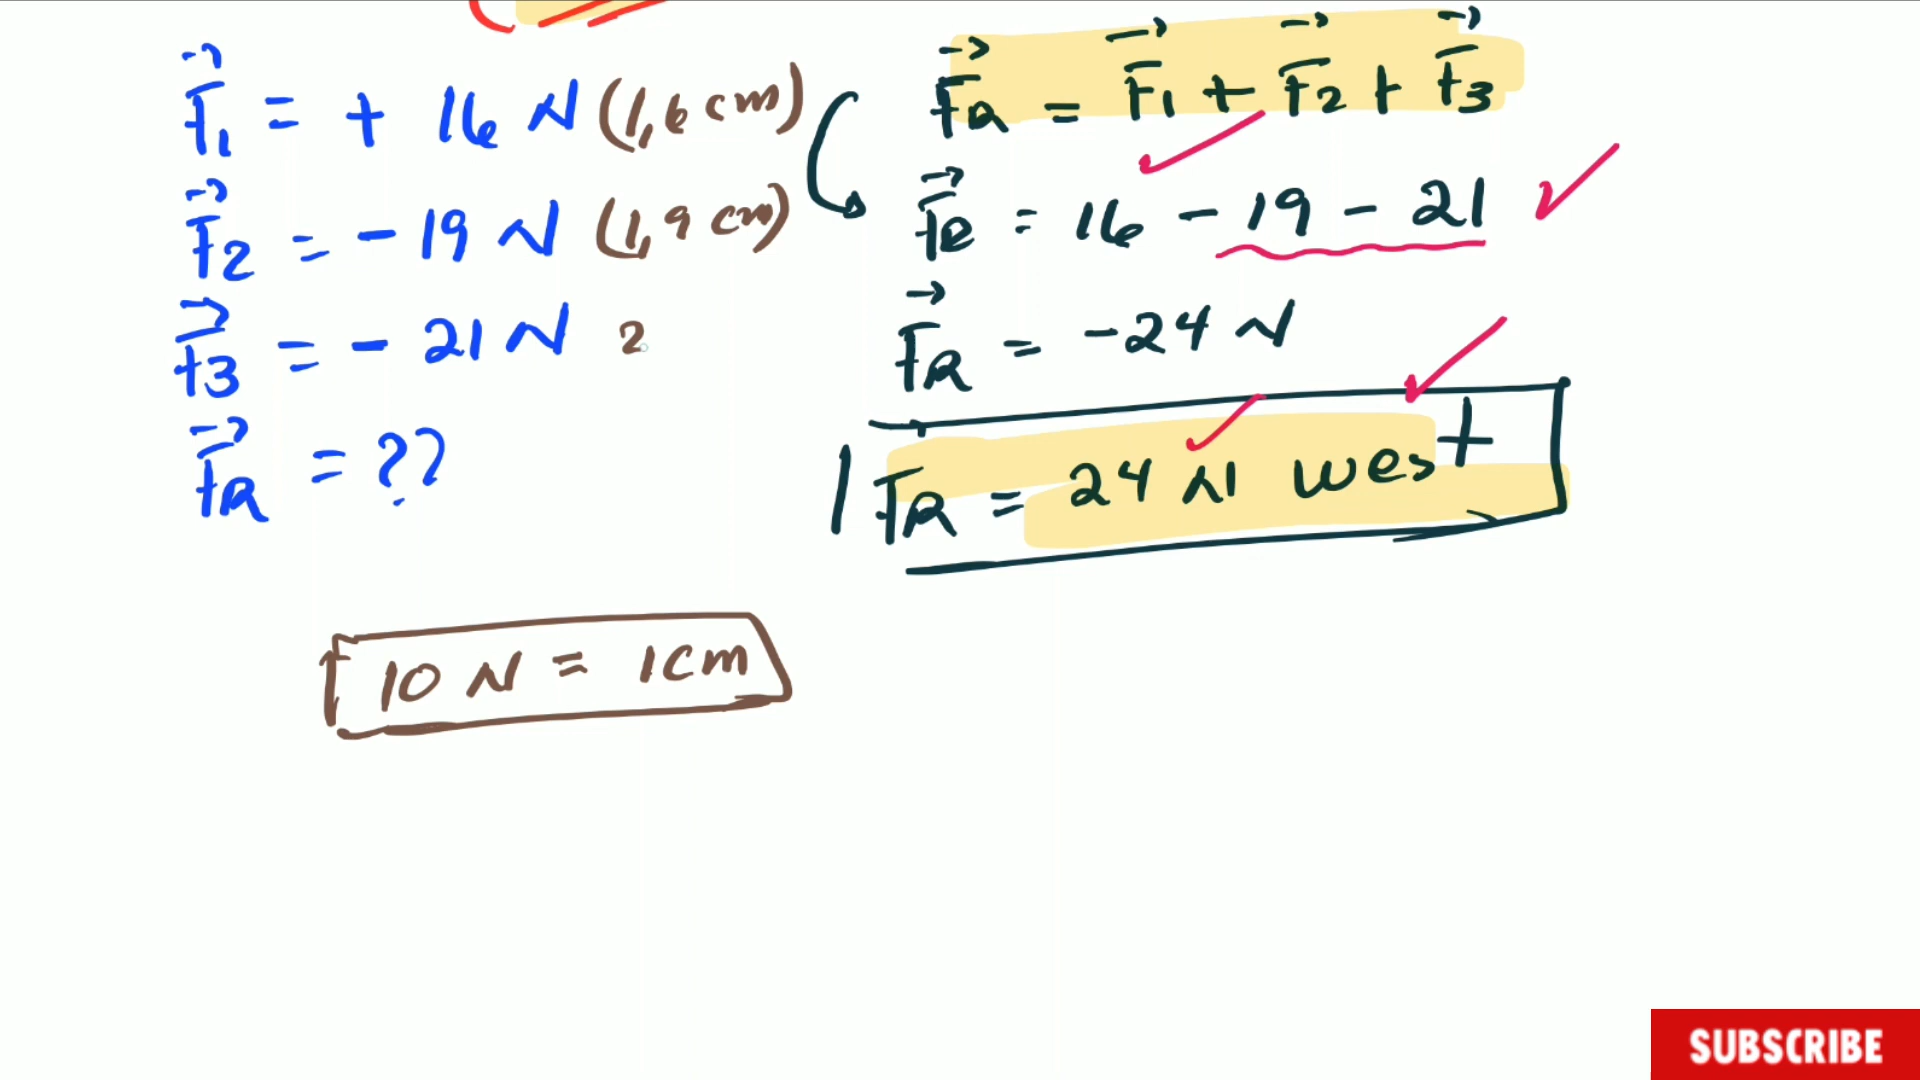 F₁ = + 16 N (1,6 cm)
F₂ = - 19 N (1,9 cm)
F₃ = - 21 N 2
FR = ??
10 N = 1cm
FR = F₁ + F₂ + F₃
FR = 16 - 19 - 21
FR = -24 N
FR = 24 N west
SUBSCRIBE